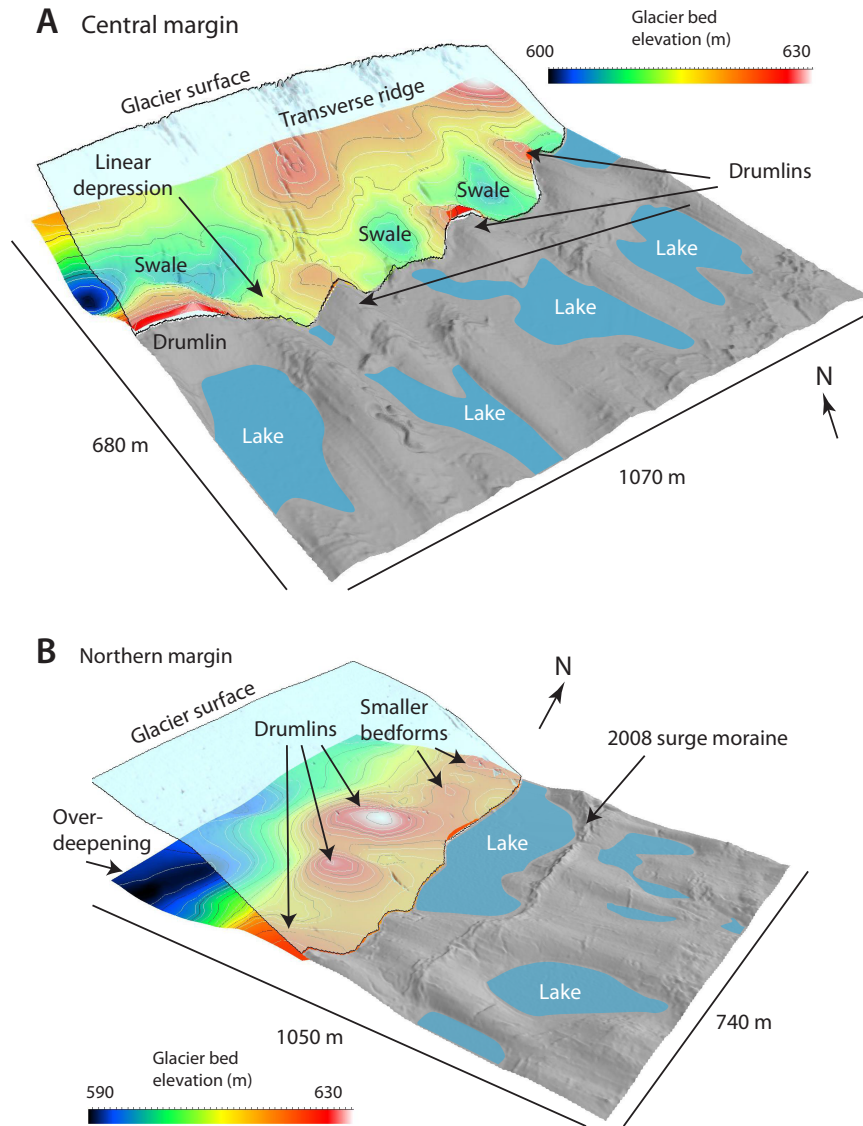 A Central margin
Glacier bed
elevation (m)
600
630
Glacier surface
Transverse ridge
Linear
depression
Drumlins
Swale
Swale
Swale
Lake
Lake
Drumlin
N
Lake
Lake
680 m
1070 m
B Northern margin
N
Glacier surface
Smaller
bedforms
Drumlins
2008 surge moraine
Over-
deepening
Lake
Lake
1050 m
740 m
Glacier bed
elevation (m)
590
630